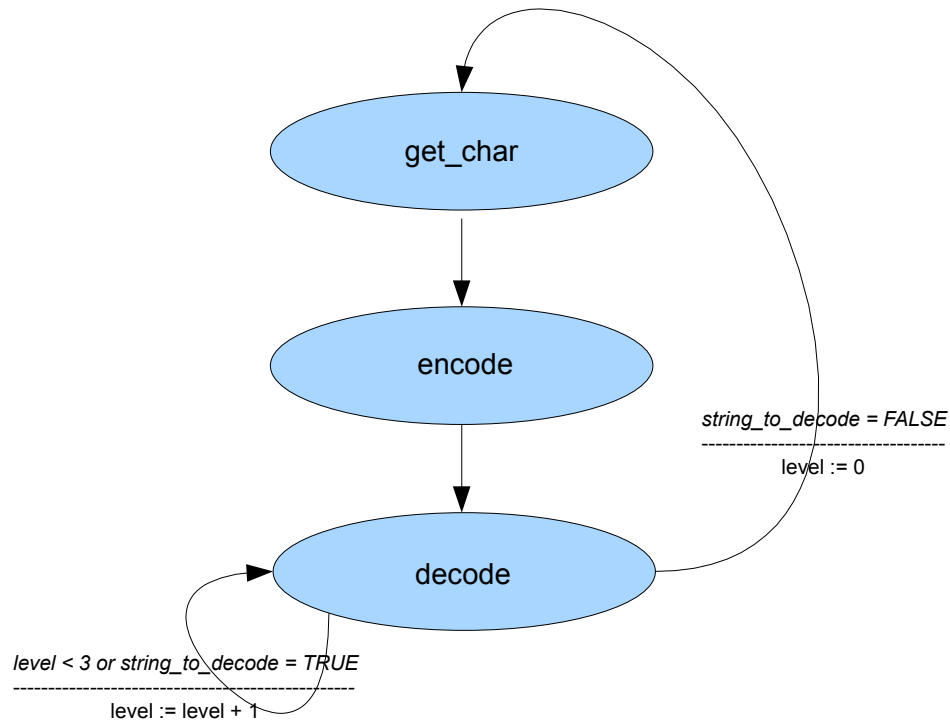 get_char
encode
string_to_decode = FALSE
-----------------------------------
level := 0
decode
level < 3 or string_to_decode = TRUE
-------------------------------------------------
level := level + 1